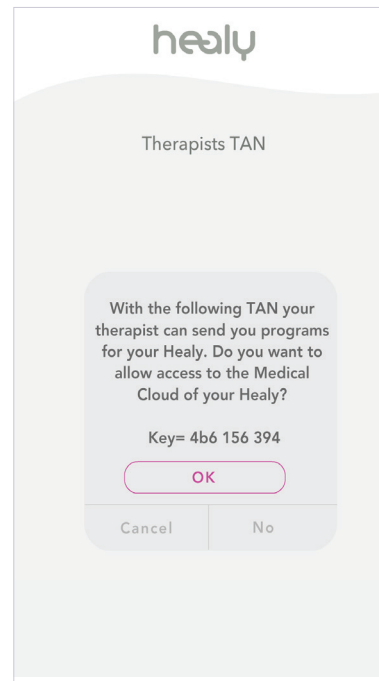 healy
Therapists TAN
With the following TAN your
therapist can send you programs
for your Healy. Do you want to
allow access to the Medical
Cloud of your Healy?
Key= 4b6 156 394
OK
Cancel No